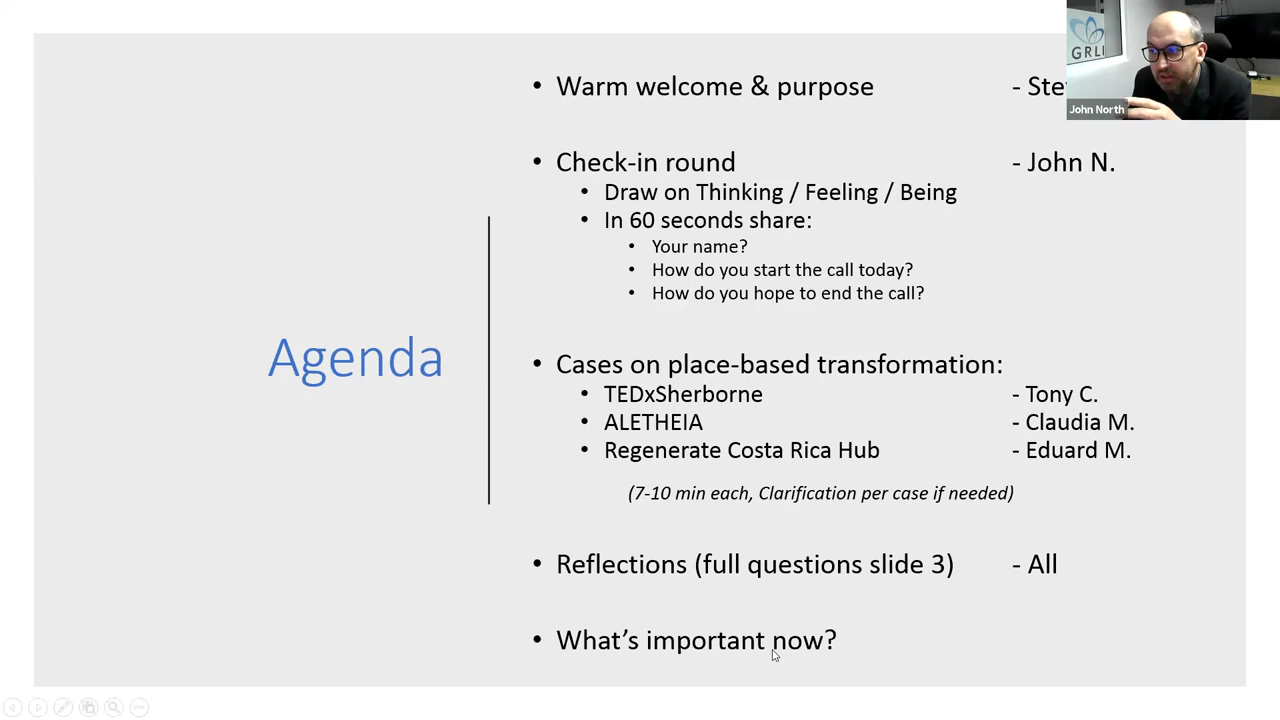 GRLI
John North
Agenda
• Warm welcome & purpose - Ste
• Check-in round - John N.
• Draw on Thinking / Feeling / Being
• In 60 seconds share:
• Your name?
• How do you start the call today?
• How do you hope to end the call?
• Cases on place-based transformation:
• TEDxSherborne - Tony C.
• ALETHEIA - Claudia M.
• Regenerate Costa Rica Hub - Eduard M.
(7-10 min each, Clarification per case if needed)
• Reflections (full questions slide 3) - All
• What's important now?